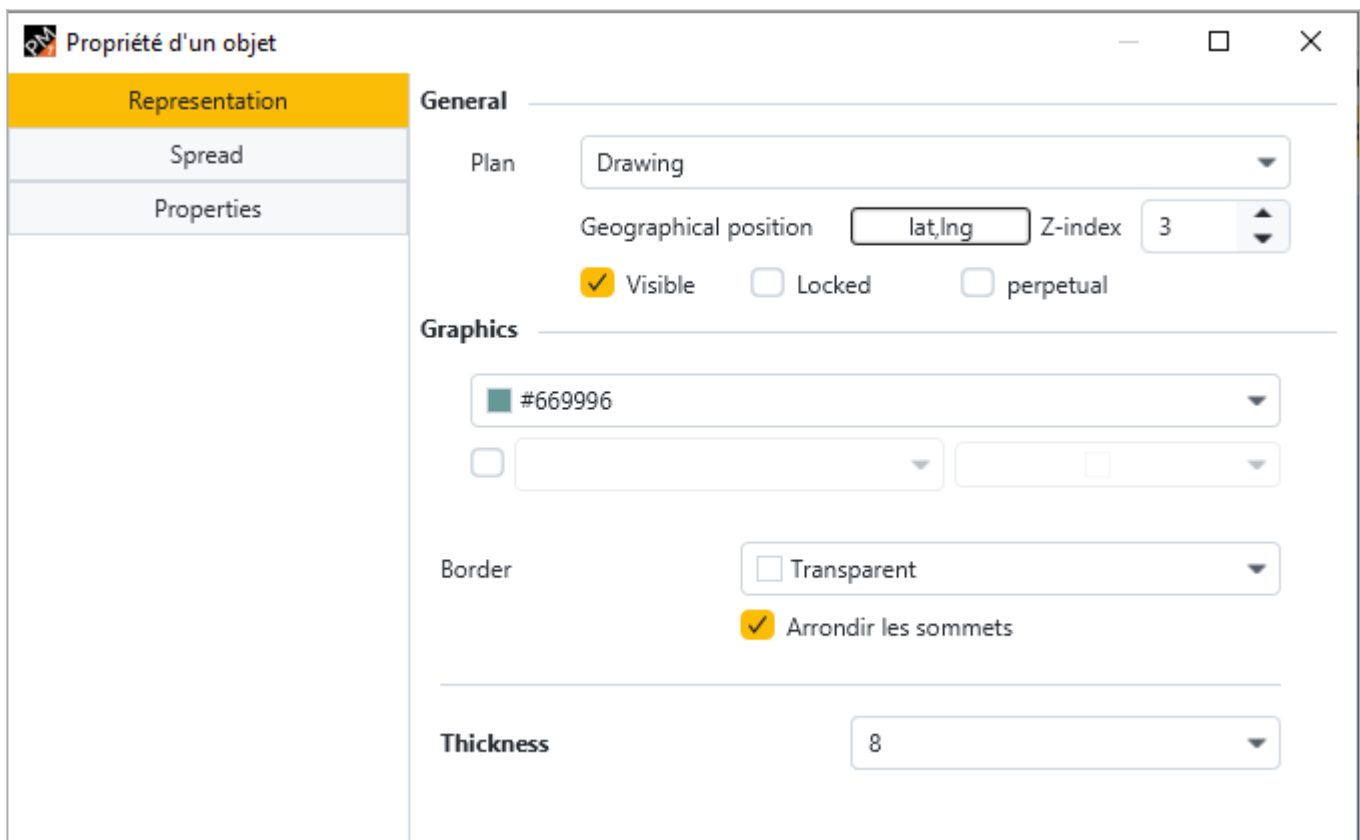 PM Propriété d'un objet
Representation
Spread
Properties
General
Plan Drawing
Geographical position lat,lng Z-index 3
Visible Locked perpetual
Graphics
#669996
Border Transparent
Arrondir les sommets
Thickness 8